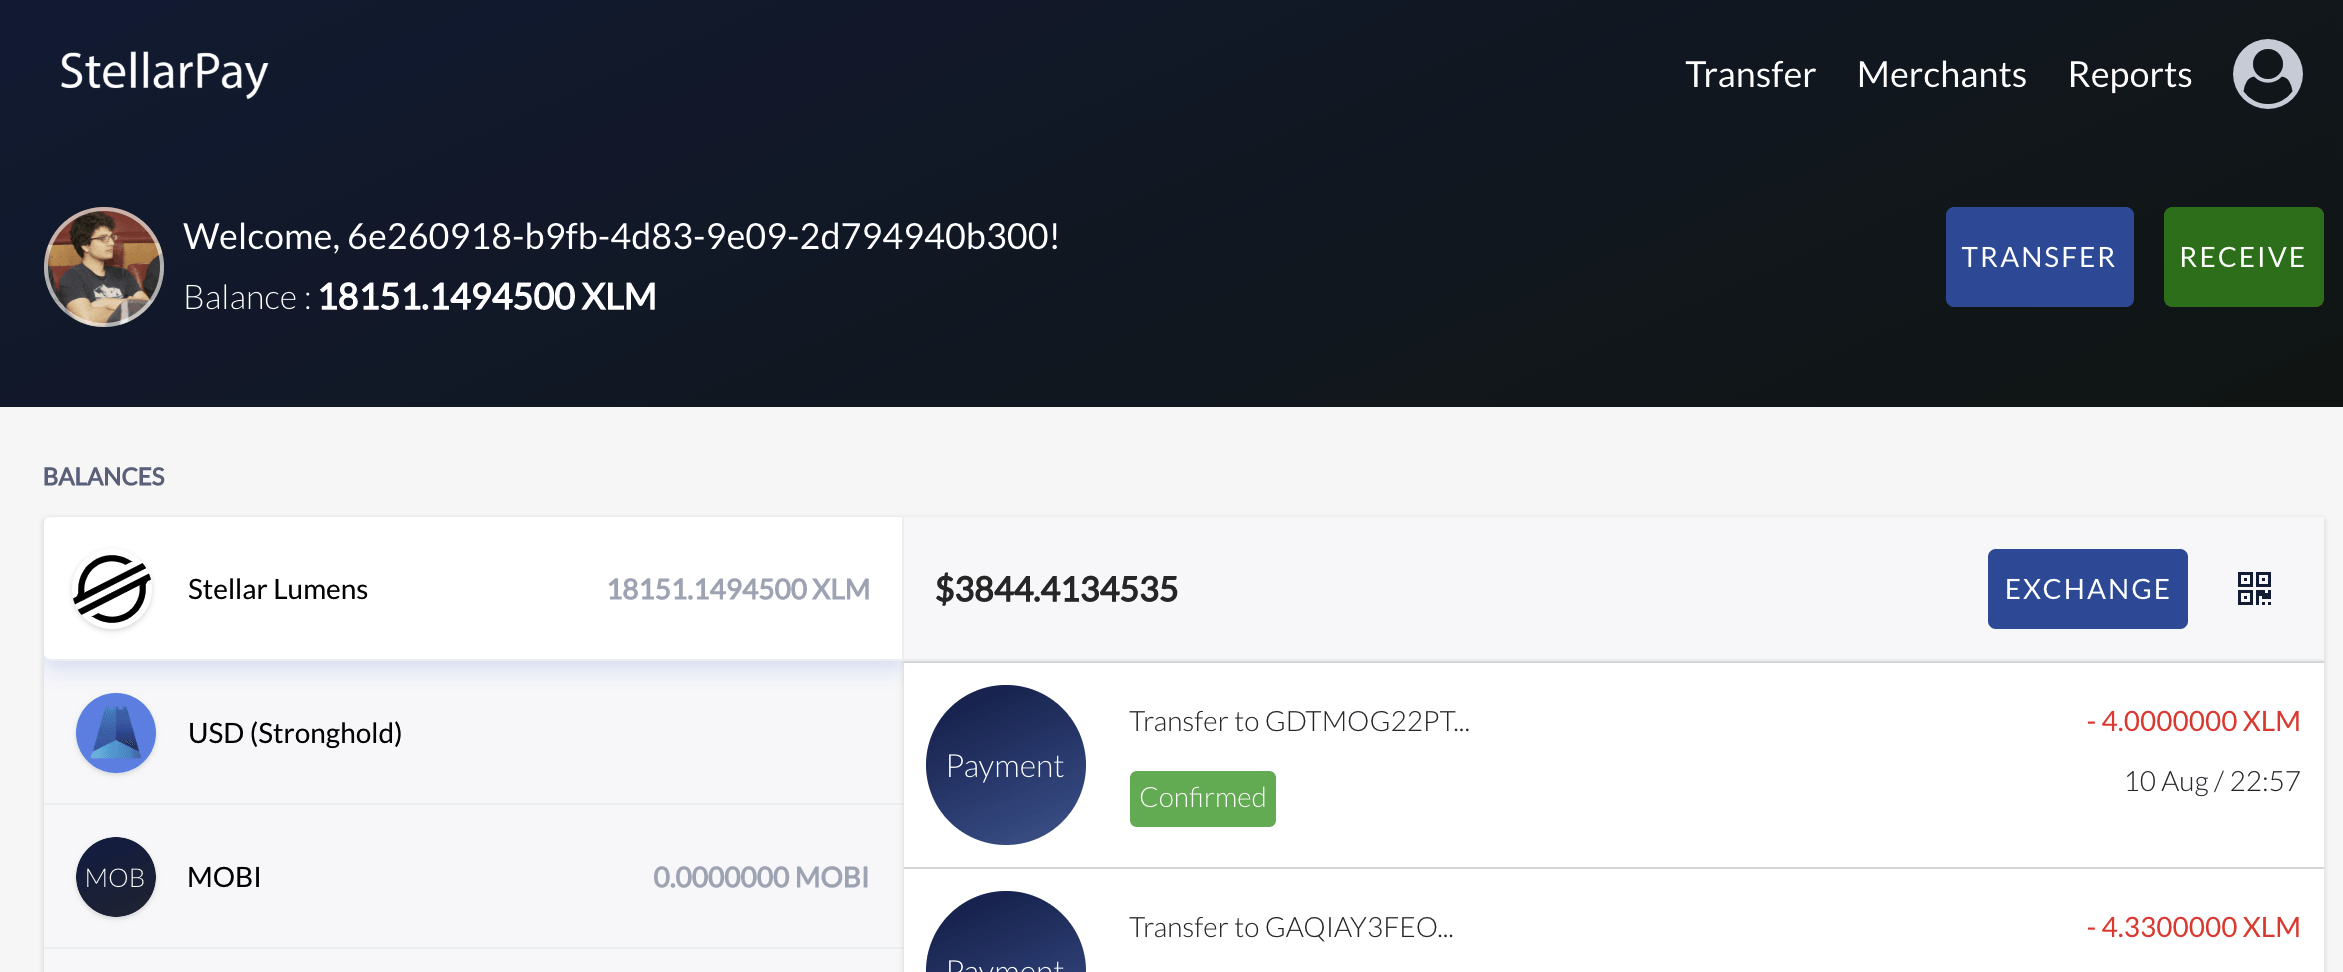 StellarPay
Transfer Merchants Reports
Welcome, 6e260918-b9fb-4d83-9e09-2d794940b300!
Balance : 18151.1494500 XLM
TRANSFER RECEIVE
BALANCES
Stellar Lumens 18151.1494500 XLM
$3844.4134535 EXCHANGE
USD (Stronghold)
MOB MOBI 0.0000000 MOBI
Payment
Transfer to GDTMOG22PT... - 4.0000000 XLM
Confirmed 10 Aug / 22:57
Transfer to GAQIAY3FEO... - 4.3300000 XLM
Payment